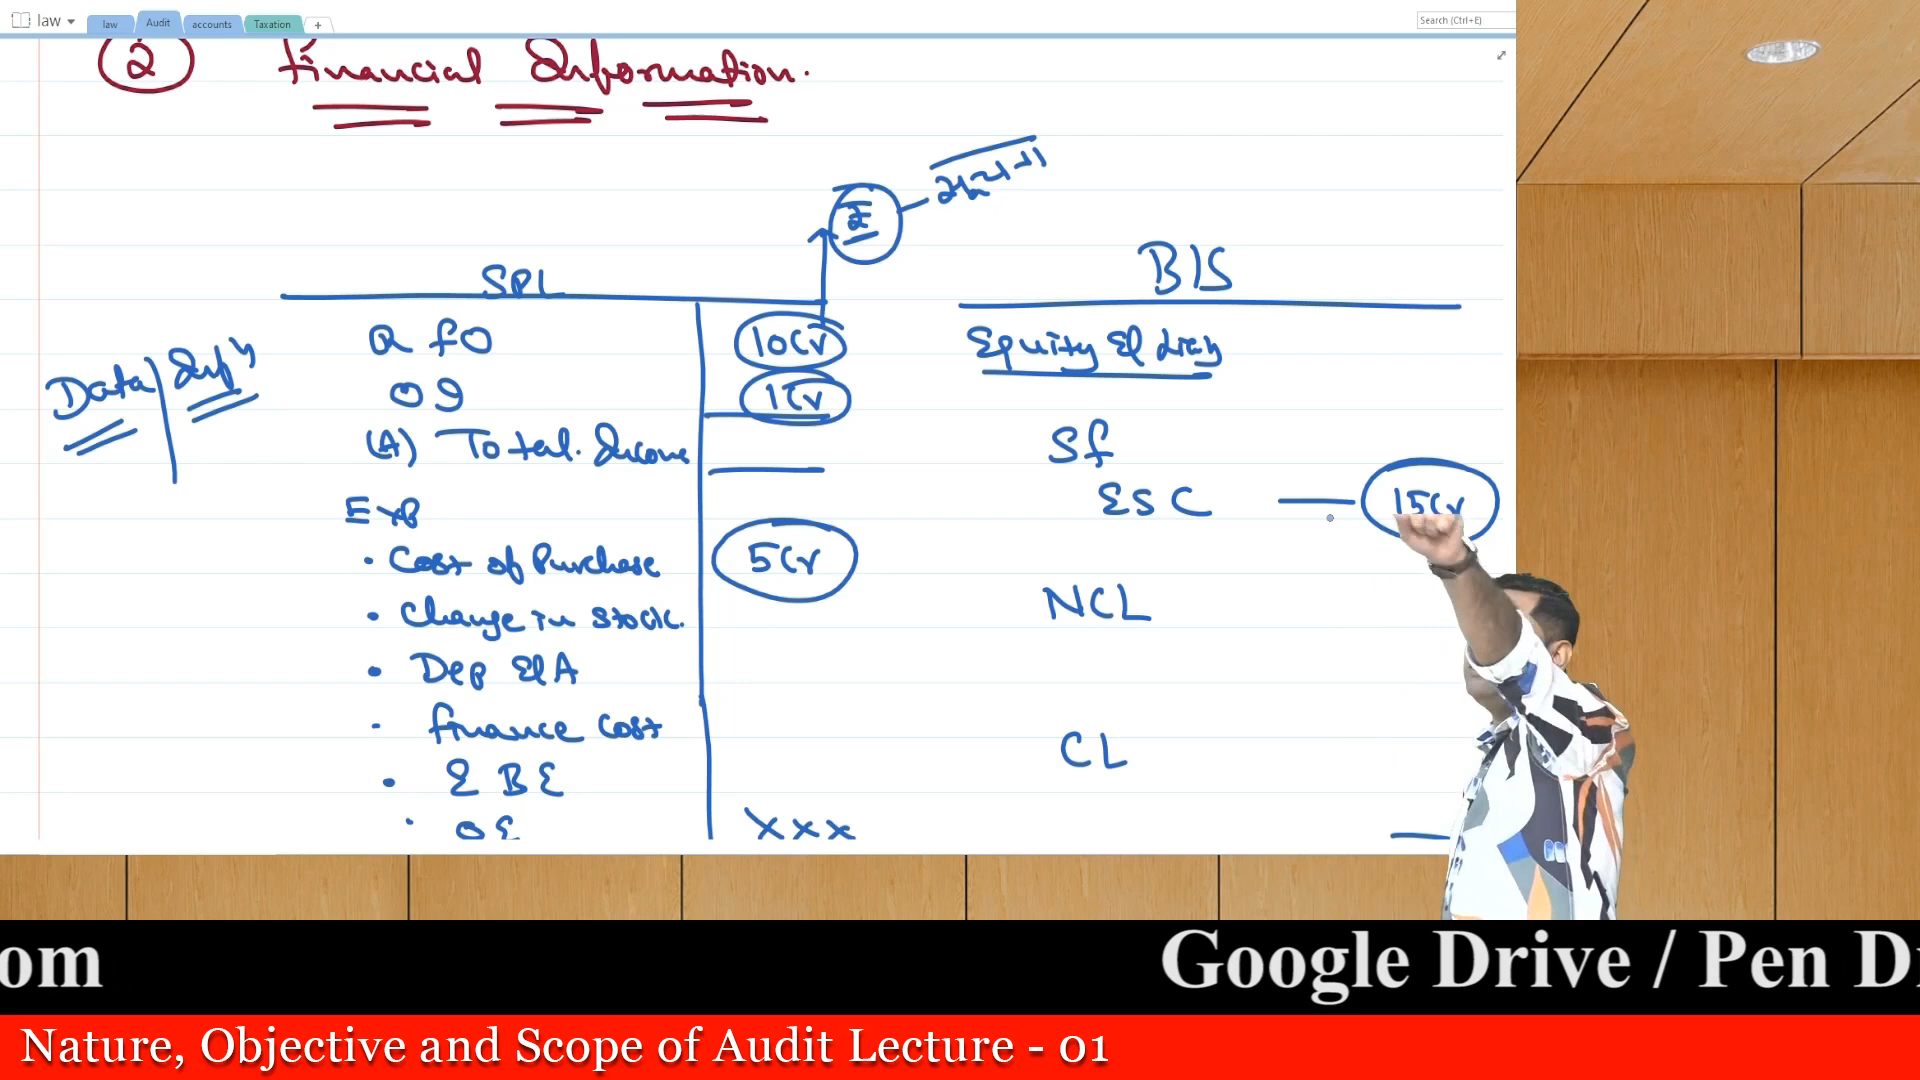 law
law Audit accounts Taxation +
Search (Ctrl+E)
2 Financial Information.
₹
SPL
B/S
R fO 10Cr
Equity & Liab
Data / Infn
O I 1Cr
(A) Total. Income
Sf
ESC 15Cr
Exp
• Cost of Purchase 5Cr
• Change in Stock.
NCL
• Dep & A
• finance cost
CL
• EBE
• OE xxx
om Google Drive / Pen D
Nature, Objective and Scope of Audit Lecture - 01